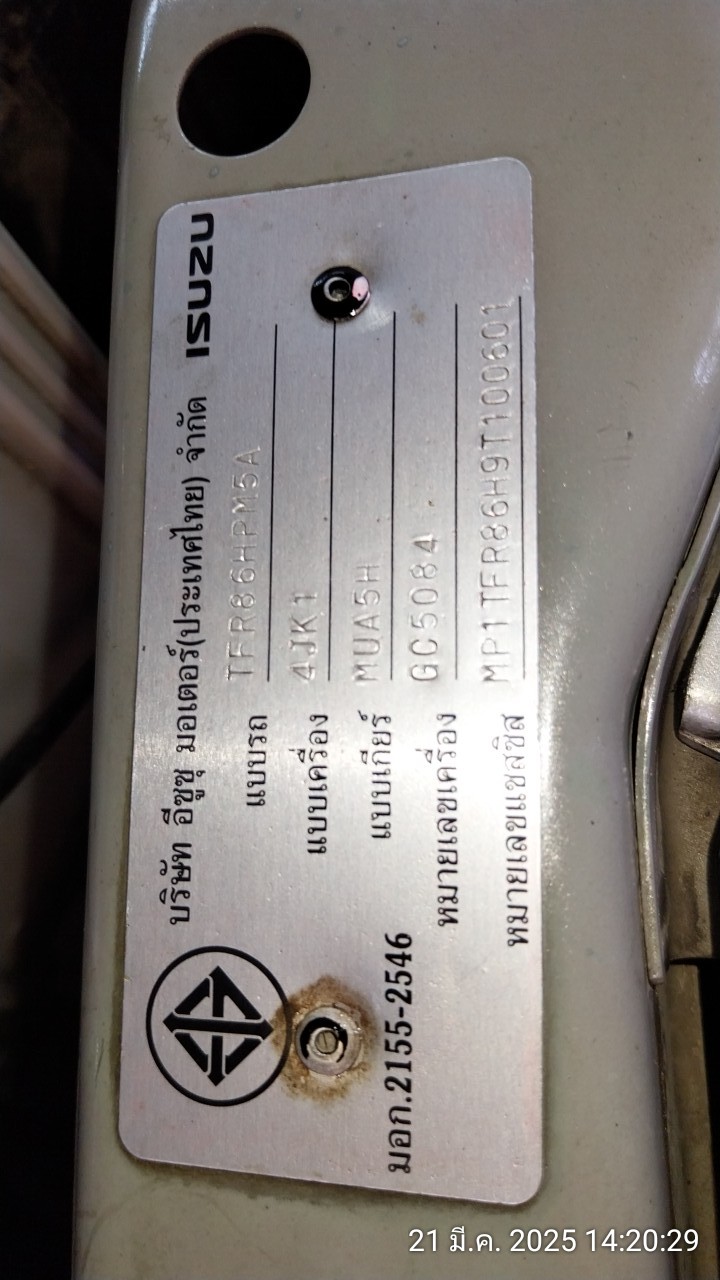 บริษัท อีซูซุ มอเตอร์(ประเทศไทย) จำกัด ISUZU
แบบรถ TFR86HPM5A
แบบเครื่อง 4JK1
แบบเกียร์ MUA5H
หมายเลขเครื่อง GC5084
หมายเลขแชสซิส MP1TFR86H9T100601
มอก.2155-2546
21 มี.ค. 2025 14:20:29